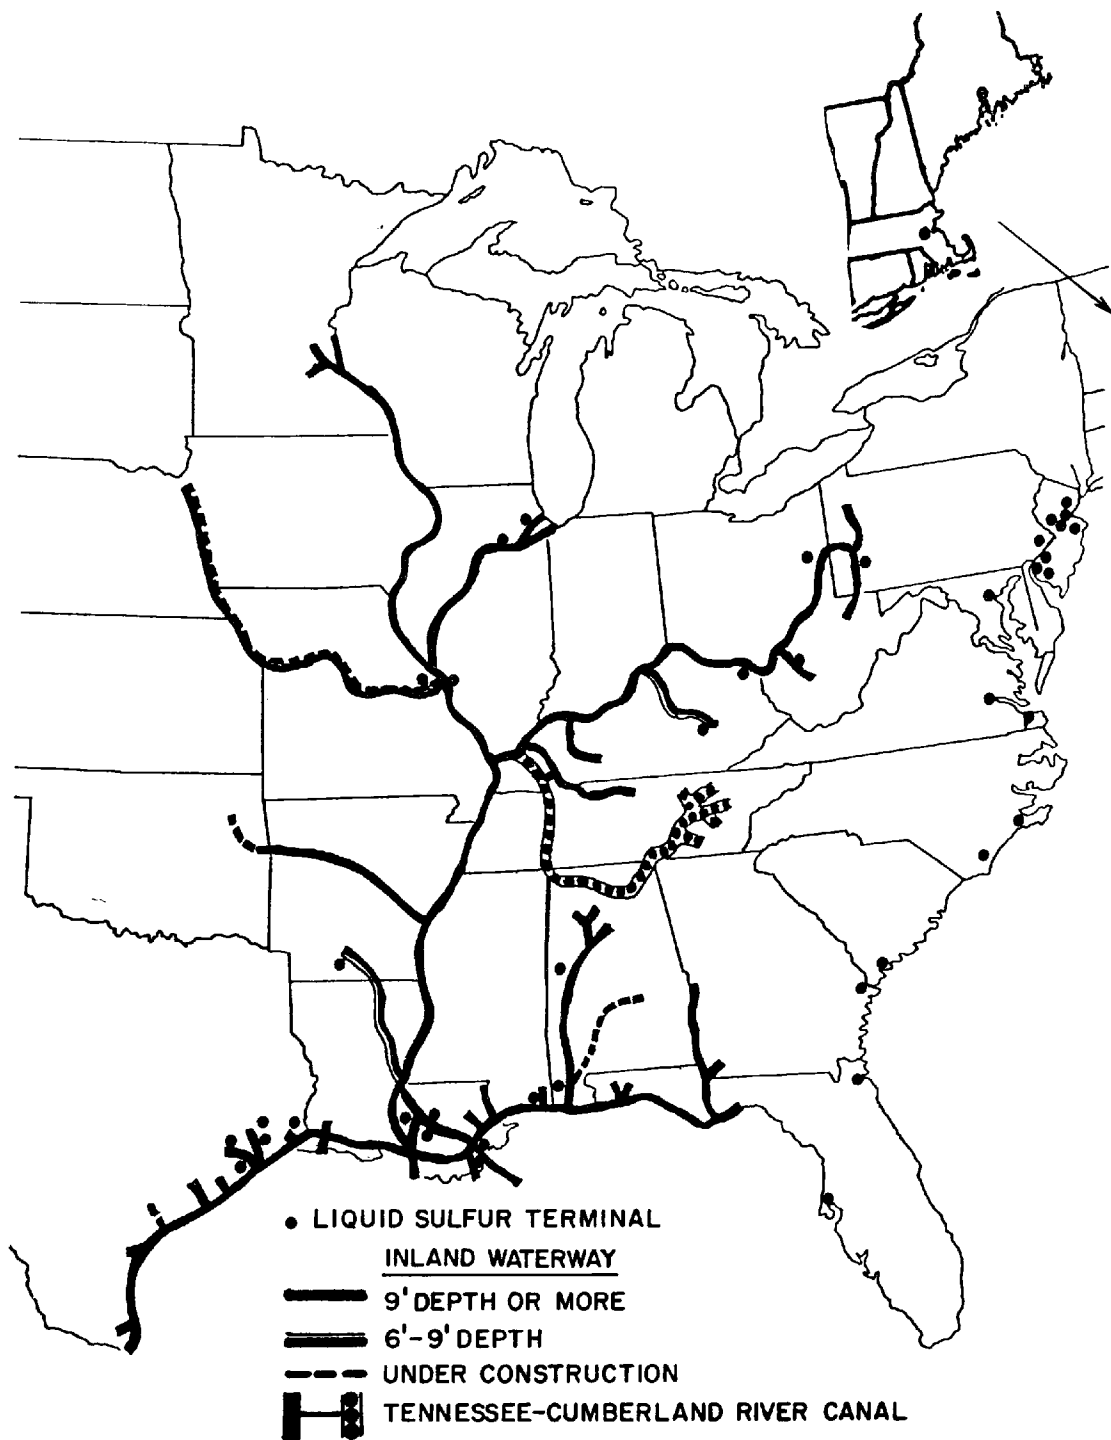 LIQUID SULFUR TERMINAL
INLAND WATERWAY
9' DEPTH OR MORE
6'-9' DEPTH
UNDER CONSTRUCTION
TENNESSEE-CUMBERLAND RIVER CANAL